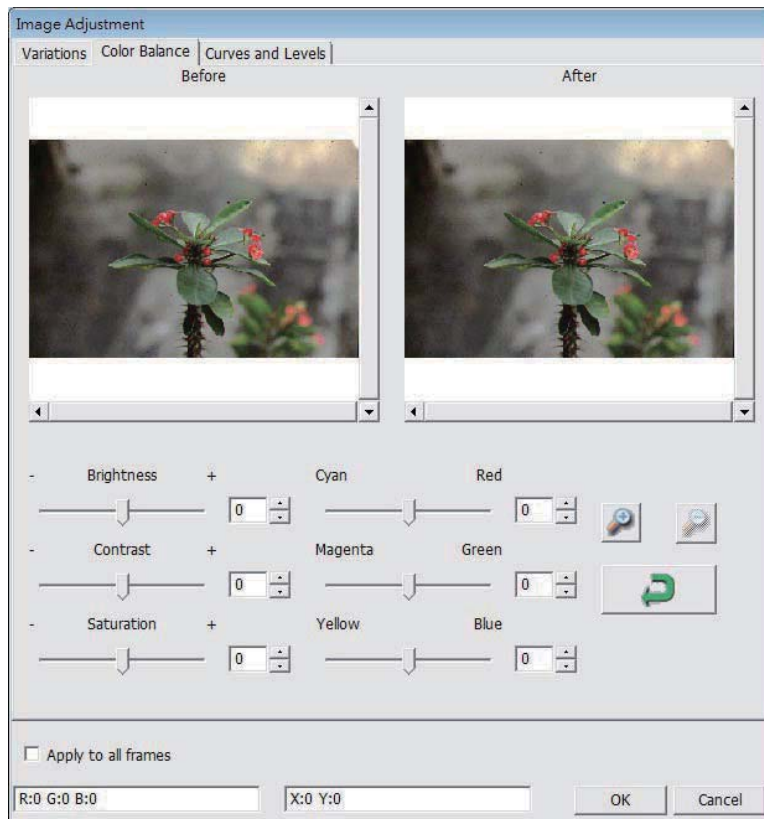 Image Adjustment
Variations Color Balance Curves and Levels
Before After
- Brightness + Cyan Red
0 0
- Contrast + Magenta Green
0 0
- Saturation + Yellow Blue
0 0
Apply to all frames
R:0 G:0 B:0 X:0 Y:0 OK Cancel